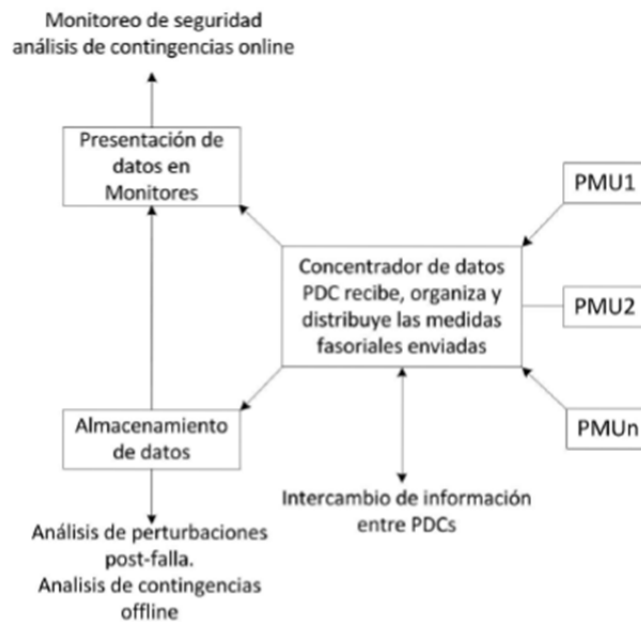 Monitoreo de seguridad
análisis de contingencias online
Presentación de
datos en
Monitores
PMU1
Concentrador de datos
PDC recibe, organiza y
distribuye las medidas
fasoriales enviadas
PMU2
Almacenamiento
de datos
PMUn
Intercambio de información
entre PDCs
Análisis de perturbaciones
post-falla.
Analisis de contingencias
offline